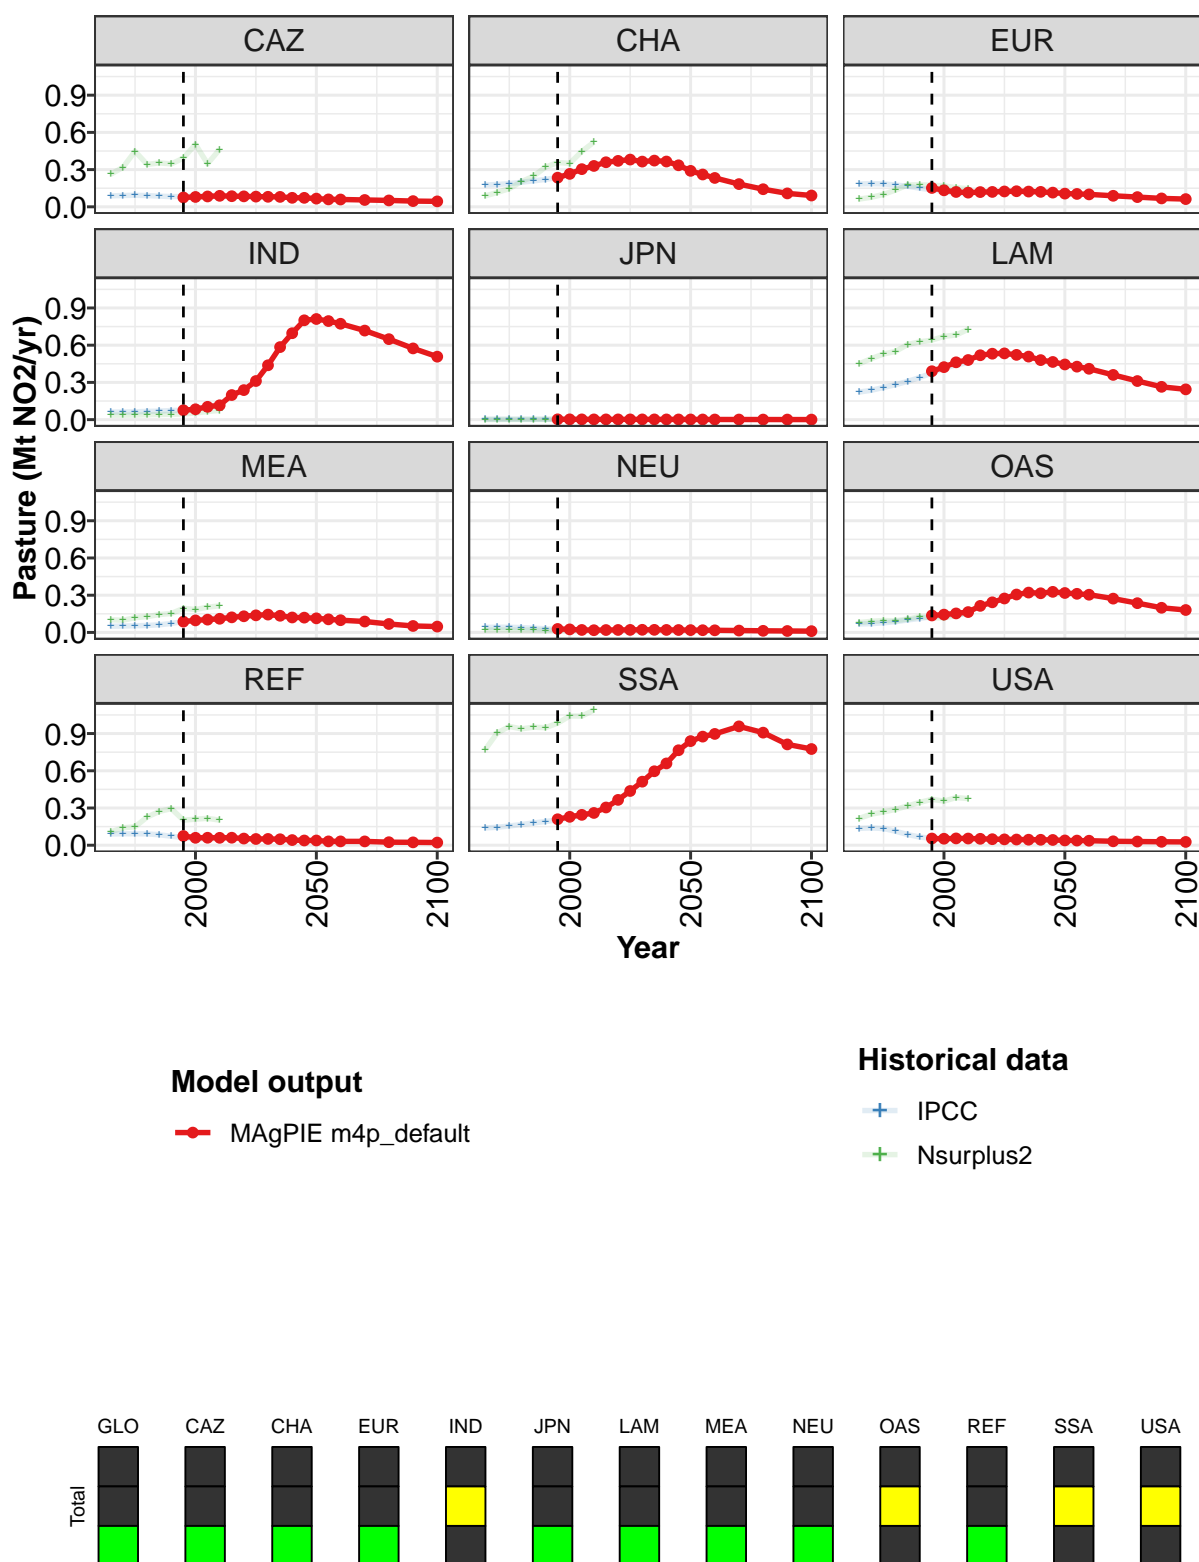 CAZ CHA EUR
0.9
0.6
0.3
0.0
IND JPN LAM
0.9
0.6
0.3
0.0
MEA NEU OAS
0.9
0.6
0.3
0.0
REF SSA USA
0.9
0.6
0.3
0.0
Pasture (Mt NO2/yr)
2000 2050 2100 2000 2050 2100 2000 2050 2100
Year
Model output
MAgPIE m4p_default
Historical data
IPCC
Nsurplus2
GLO CAZ CHA EUR IND JPN LAM MEA NEU OAS REF SSA USA
Total